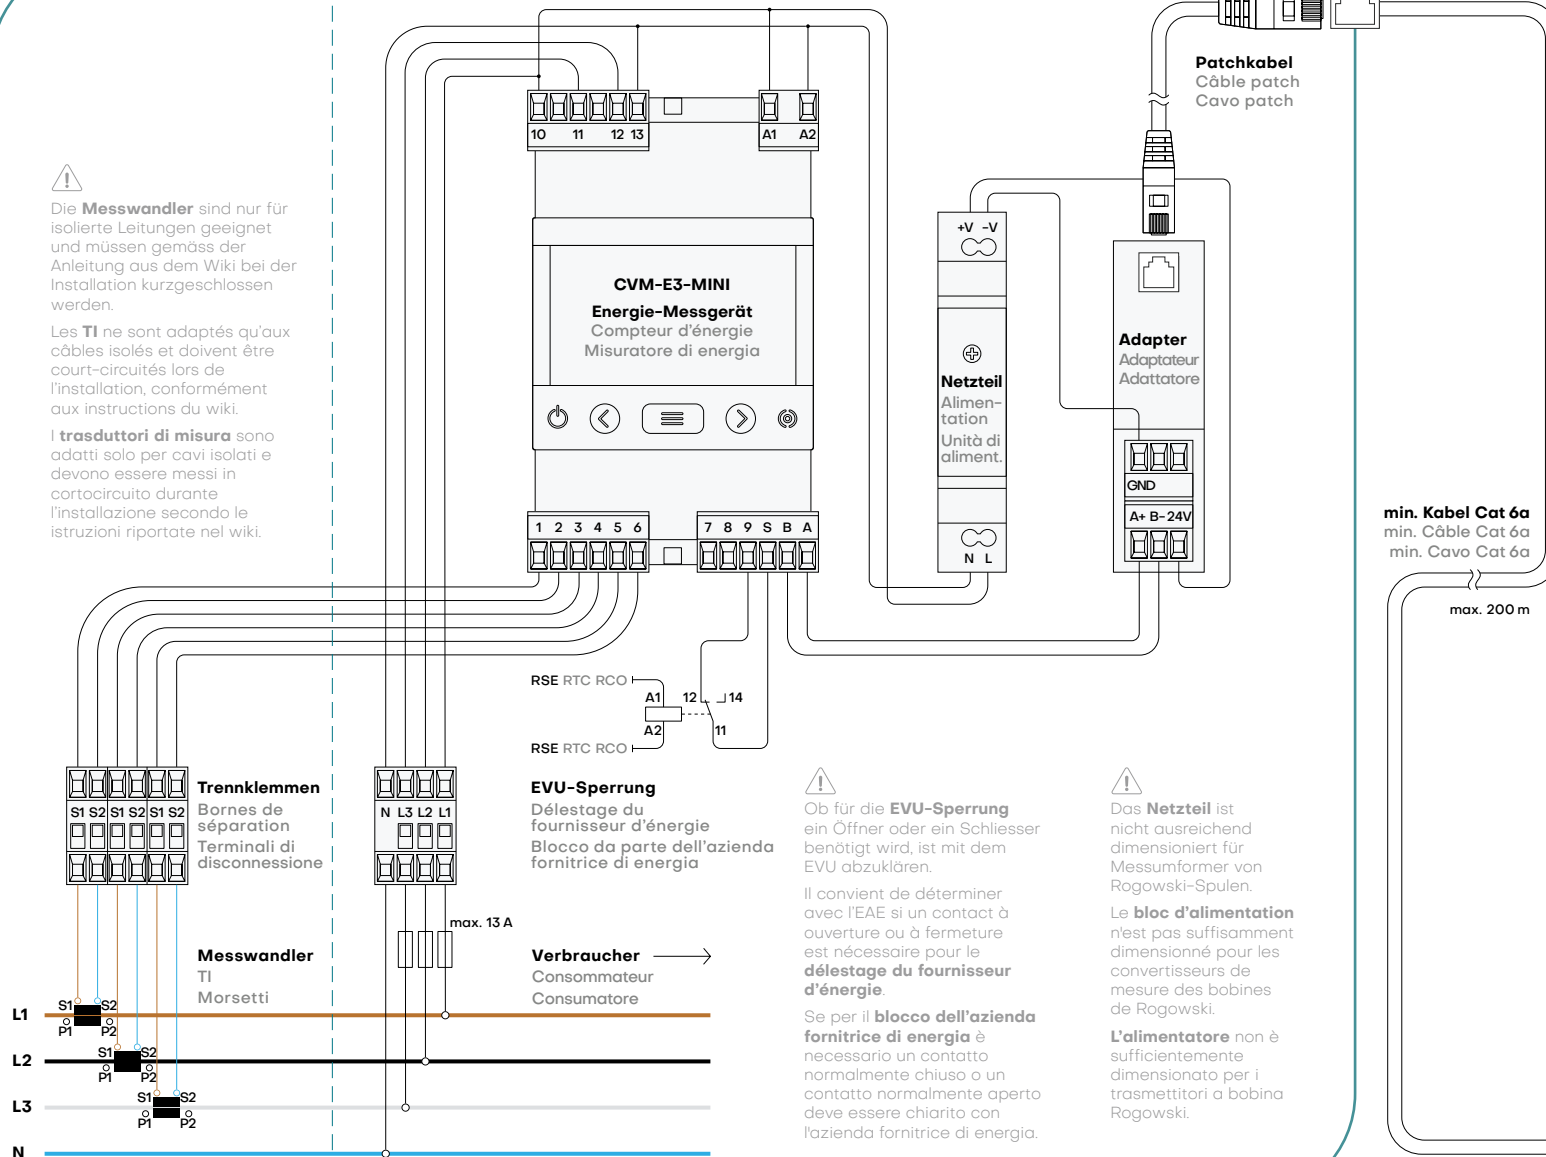 Patchkabel
Câble patch
Cavo patch
10 11 12 13
A1 A2
Die Messwandler sind nur für
isolierte Leitungen geeignet
und müssen gemäss der
Anleitung aus dem Wiki bei der
Installation kurzgeschlossen
werden.
Les TI ne sont adaptés qu'aux
câbles isolés et doivent être
court-circuités lors de
l'installation, conformément
aux instructions du wiki.
I trasduttori di misura sono
adatti solo per cavi isolati e
devono essere messi in
cortocircuito durante
l'installazione secondo le
istruzioni riportate nel wiki.
CVM-E3-MINI
Energie-Messgerät
Compteur d'énergie
Misuratore di energia
+V -V
Netzteil
Alimen-
tation
Unità di
aliment.
N L
Adapter
Adaptateur
Adattatore
GND
A+ B- 24V
min. Kabel Cat 6a
min. Câble Cat 6a
min. Cavo Cat 6a
max. 200 m
1 2 3 4 5 6
7 8 9 S B A
RSE RTC RCO
A1 12 14
A2 11
RSE RTC RCO
S1 S2 S1 S2 S1 S2
Trennklemmen
Bornes de
séparation
Terminali di
disconnessione
N L3 L2 L1
EVU-Sperrung
Délestage du
fournisseur d'énergie
Blocco da parte dell'azienda
fornitrice di energia
max. 13 A
Messwandler
TI
Morsetti
Verbraucher
Consommateur
Consumatore
Ob für die EVU-Sperrung
ein Öffner oder ein Schliesser
benötigt wird, ist mit dem
EVU abzuklären.
Il convient de déterminer
avec l'EAE si un contact à
ouverture ou à fermeture
est nécessaire pour le
délestage du fournisseur
d'énergie.
Se per il blocco dell'azienda
fornitrice di energia è
necessario un contatto
normalmente chiuso o un
contatto normalmente aperto
deve essere chiarito con
l'azienda fornitrice di energia.
Das Netzteil ist
nicht ausreichend
dimensioniert für
Messumformer von
Rogowski-Spulen.
Le bloc d'alimentation
n'est pas suffisamment
dimensionné pour les
convertisseurs de
mesure des bobines
de Rogowski.
L'alimentatore non è
sufficientemente
dimensionato per i
trasmettitori a bobina
Rogowski.
S1 S2
L1
P1 P2
S1 S2
L2
P1 P2
S1 S2
L3
P1 P2
N